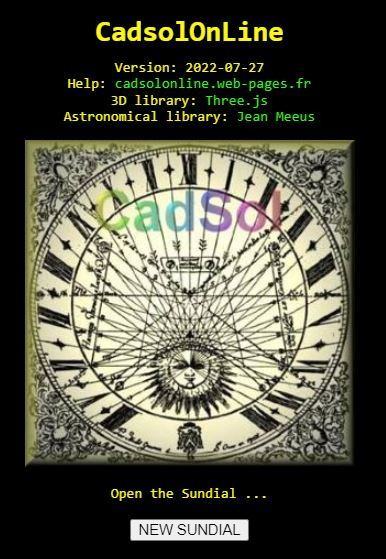 CadsolOnLine
Version: 2022-07-27
Help: cadsolonline.web-pages.fr
3D library: Three.js
Astronomical library: Jean Meeus
CadSol
Open the Sundial ...
NEW SUNDIAL